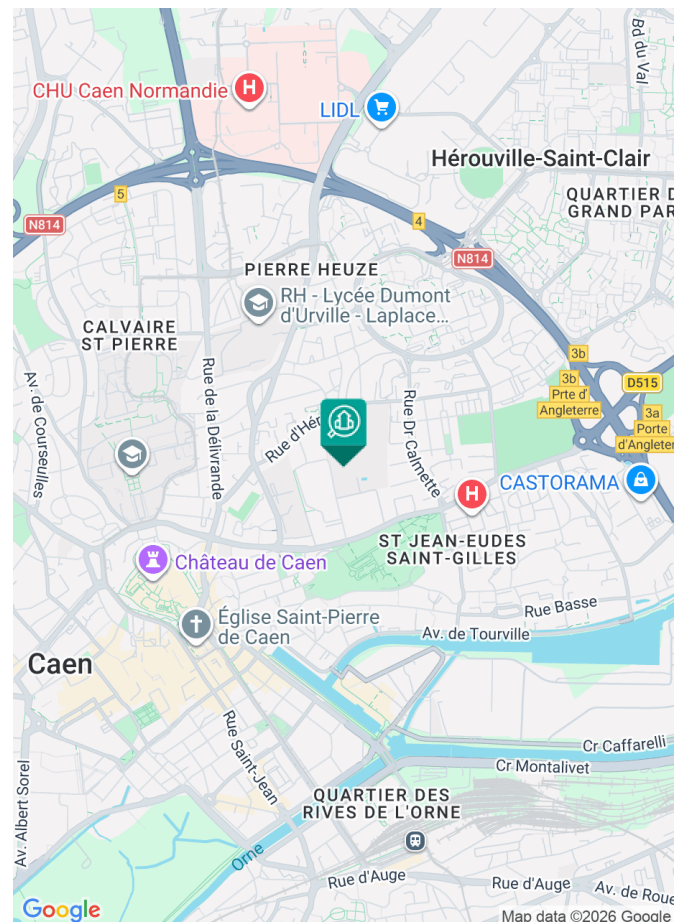 CHU Caen Normandie
H
LIDL
Bd du Val
Hérouville-Saint-Clair
5
QUARTIER D
GRAND PAR
4
N814
N814
PIERRE HEUZE
RH - Lycée Dumont
d'Urville - Laplace...
CALVAIRE
ST PIERRE
3b
D515
3b
Prte d'
Angleterre
3a
Porte
d'Angleter
Av. de Courseulles
Rue de la Délivrande
Rue d'Hér
Rue Dr Calmette
CASTORAMA
H
ST JEAN-EUDES
SAINT-GILLES
Château de Caen
Rue Basse
Église Saint-Pierre
de Caen
Av. de Tourville
Caen
Rue Saint-Jean
Cr Caffarelli
Cr Montalivet
Av. Albert Sorel
QUARTIER DES
RIVES DE L'ORNE
Orne
Rue d'Auge
Rue d'Auge
Av. de Roue
Google
Map data ©2026 Google